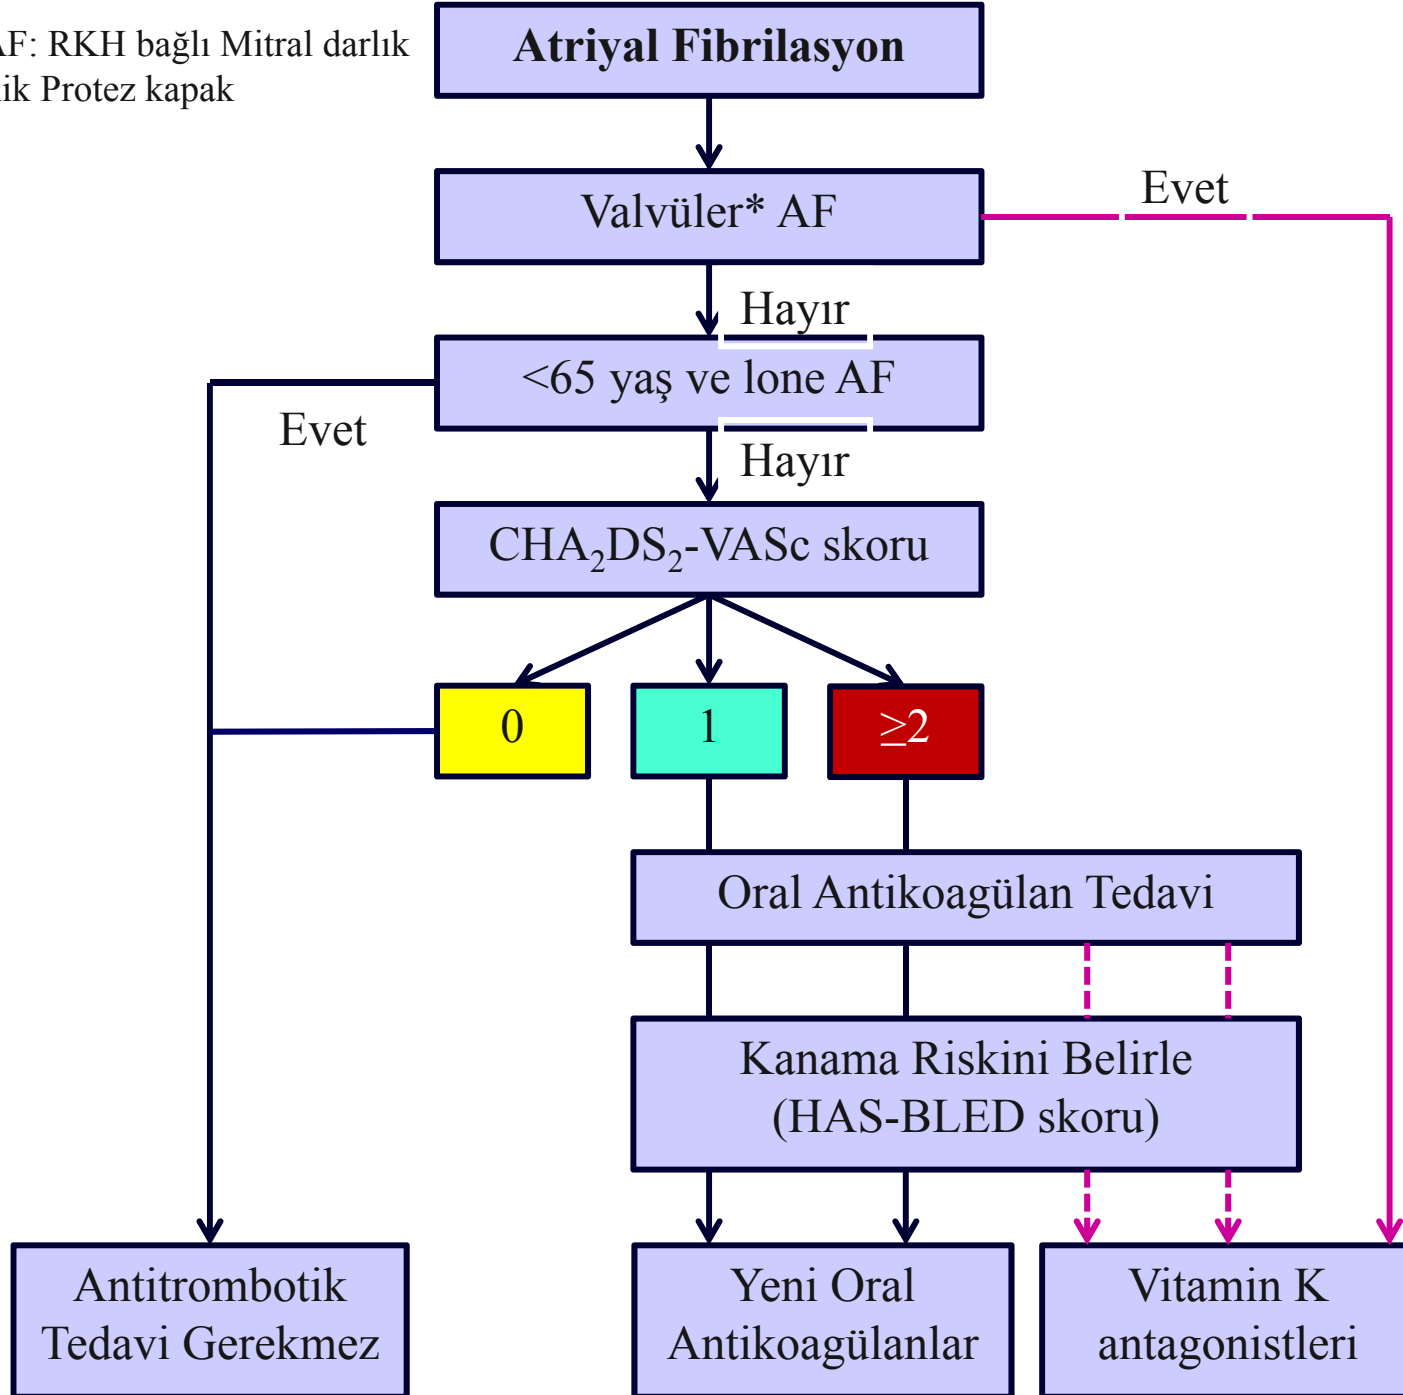 AF: RKH bağlı Mitral darlık
Protez kapak
Atriyal Fibrilasyon
Valvüler* AF
Evet
Hayır
<65 yaş ve lone AF
Evet
Hayır
CHA₂DS₂-VASc skoru
0
1
≥2
Oral Antikoagülan Tedavi
Kanama Riskini Belirle
(HAS-BLED skoru)
Antitrombotik
Tedavi Gerekmez
Yeni Oral
Antikoagülanlar
Vitamin K
antagonistleri